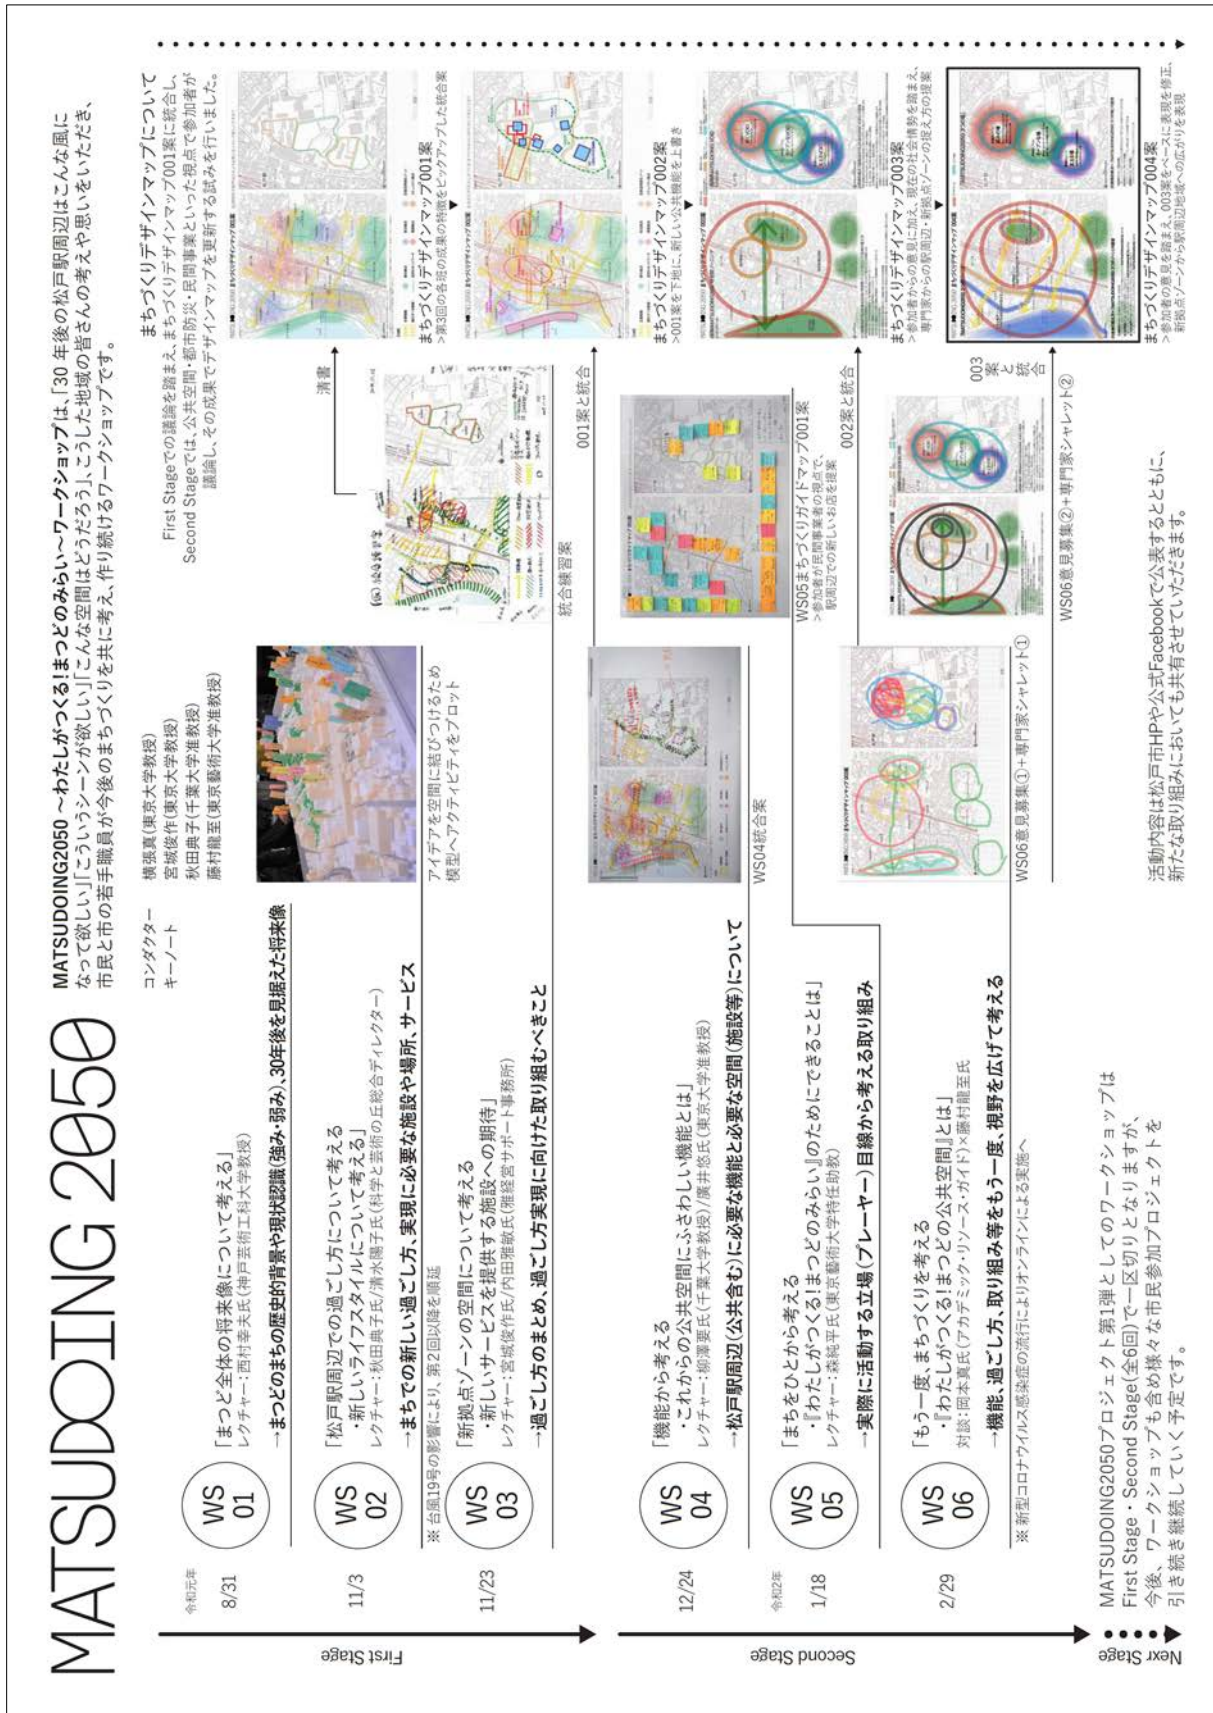 MATSUDOING 2050
MATSUDOING2050 ～わたしがつくる!まつどのみらい～ワークショップは、「30年後の松戸駅周辺はこんな風に
なって欲しい」「こういうシーンが欲しい」「こんな空間はどうだろう」、こうした地域の皆さんの考えや思いをいただき、
市民と市の若手職員が今後のまちづくりを共に考え、作り続けるワークショップです。
コンダクター
キーノート
横張真(東京大学教授)
宮城俊作(東京大学教授)
秋田典子(千葉大学准教授)
藤村龍至(東京藝術大学准教授)
まちづくりデザインマップについて
First Stageでの議論を踏まえ、まちづくりデザインマップ001案に統合し、
Second Stageでは、公共空間・都市防災・民間事業といった視点で参加者が
議論し、その成果でデザインマップを更新する試みを行いました。
First Stage
令和元年
8/31
WS
01
「まつど全体の将来像について考える」
レクチャー:西村幸夫氏(神戸芸術工科大学教授)
→まつどのまちの歴史的背景や現状認識(強み・弱み)、30年後を見据えた将来像
11/3
WS
02
「松戸駅周辺での過ごし方について考える
・新しいライフスタイルについて考える」
レクチャー:秋田典子氏/清水陽子氏(科学と芸術の丘総合ディレクター)
→まちでの新しい過ごし方、実現に必要な施設や場所、サービス
※台風19号の影響により、第2回以降を順延
アイデアを空間に結びつけるため
模型へアクティビティをプロット
11/23
WS
03
「新拠点ゾーンの空間について考える
・新しいサービスを提供する施設への期待」
レクチャー:宮城俊作氏/内田雅敏氏(雅経営サポート事務所)
→過ごし方のまとめ、過ごし方実現に向けた取り組むべきこと
統合練習案
清書
001案と統合
まちづくりデザインマップ001案
>第3回の各班の成果の特徴をピックアップした統合案
Second Stage
12/24
WS
04
「機能から考える
・これからの公共空間にふさわしい機能とは」
レクチャー:柳澤要氏(千葉大学教授)/廣井悠氏(東京大学准教授)
→松戸駅周辺(公共含む)に必要な機能と必要な空間(施設等)について
WS04統合案
まちづくりデザインマップ002案
>001案を下地に、新しい公共機能を上書き
令和2年
1/18
WS
05
「まちをひとから考える
・『わたしがつくる!まつどのみらい』のためにできることは」
レクチャー:森純平氏(東京藝術大学特任助教)
→実際に活動する立場(プレーヤー)目線から考える取り組み
WS05まちづくりガイドマップ001案
>参加者が民間事業者の視点で、
駅周辺での新しいお店を提案
002案と統合
まちづくりデザインマップ003案
>参加者からの意見に加え、現在の社会情勢を踏まえ、
専門家からの駅周辺・新拠点ゾーンの捉え方の提案
2/29
WS
06
「もう一度、まちづくりを考える
・『わたしがつくる!まつどの公共空間』とは」
対談:岡本真氏(アカデミック・リソース・ガイド)×藤村龍至氏
→機能、過ごし方、取り組み等をもう一度、視野を広げて考える
※新型コロナウイルス感染症の流行によりオンラインによる実施へ
WS06意見募集①+専門家シャレット①
WS06意見募集②+専門家シャレット②
003
案と統合
まちづくりデザインマップ004案
>参加者の意見を踏まえ、003案をベースに表現を修正、
新拠点ゾーンから駅周辺地域への広がりを表現
Nexr Stage
MATSUDOING2050プロジェクト第1弾としてのワークショップは
First Stage・Second Stage(全6回)で一区切りとなりますが、
今後、ワークショップも含め様々な市民参加プロジェクトを
引き続き継続していく予定です。
活動内容は松戸市HPや公式Facebookで公表するとともに、
新たな取り組みにおいても共有させていただきます。